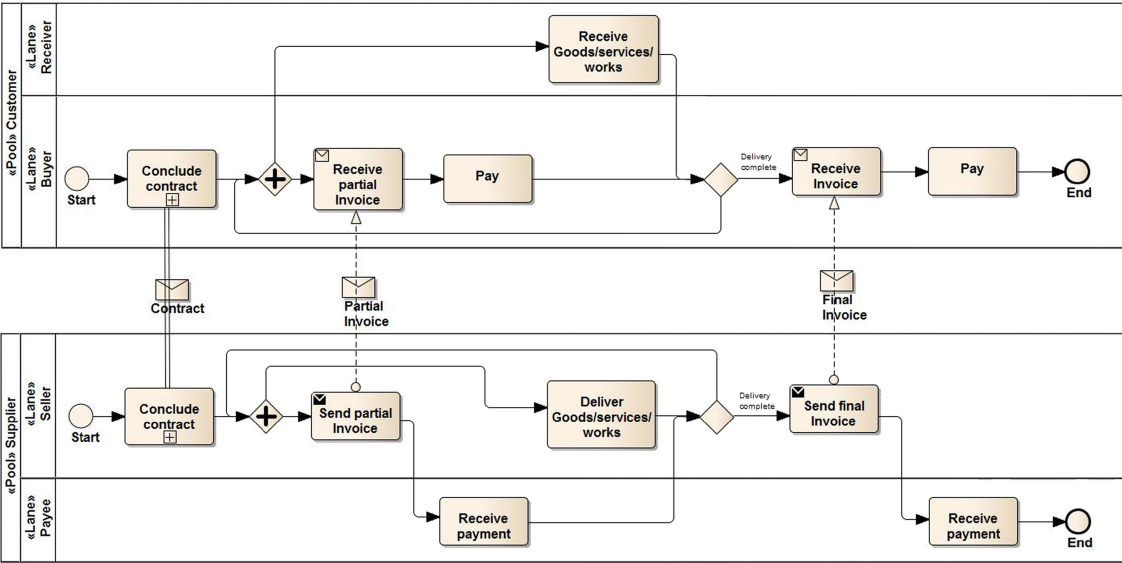 «Pool» Customer
«Lane»
Receiver
Receive
Goods/services/
works
«Lane»
Buyer
Start
Conclude
contract
Receive
partial
Invoice
Pay
Delivery
complete
Receive
Invoice
Pay
End
Contract
Partial
Invoice
Final
Invoice
«Pool» Supplier
«Lane»
Seller
Start
Conclude
contract
Send partial
Invoice
Deliver
Goods/services/
works
Delivery
complete
Send final
Invoice
«Lane»
Payee
Receive
payment
Receive
payment
End